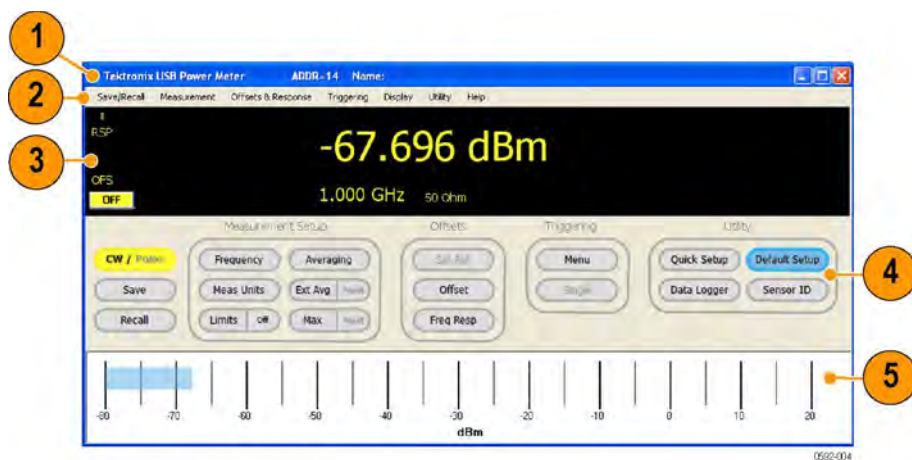 1
Tektronix USB Power Meter ADDR-14 Name:
2
Save/Recall Measurement Offsets & Response Triggering Display Utility Help
RSP
3
-67.696 dBm
OFS
OFF
1.000 GHz 50 Ohm
Measurement Setup Offsets Triggering Utility
CW / Pulse Frequency Averaging Menu Quick Setup Default Setup
4
Save Meas Units Ext Avg Offset Data Logger Sensor ID
Recall Limits Off Max Freq Resp
5
-80 -70 -60 -50 -40 -30 -20 -10 0 10 20
dBm
0592-004